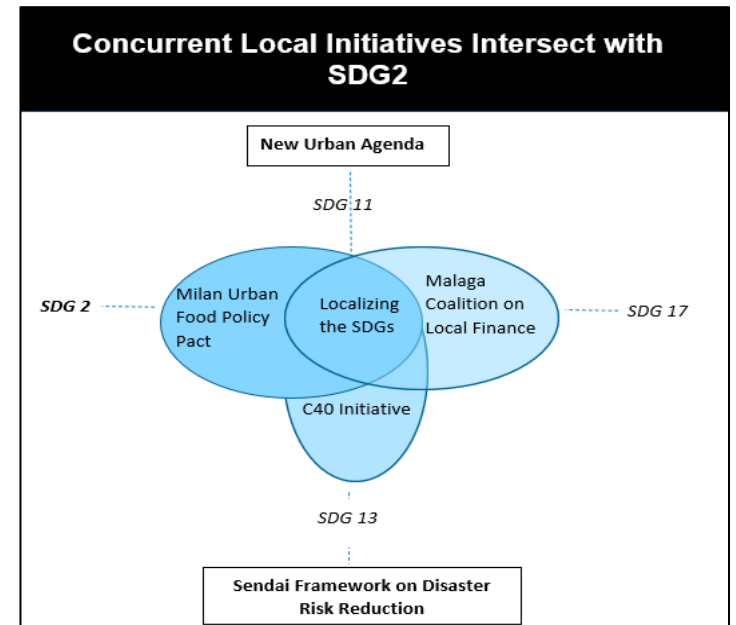 Concurrent Local Initiatives Intersect with
SDG2
New Urban Agenda
SDG 11
SDG 2
Milan Urban
Food Policy
Pact
Localizing
the SDGs
Malaga
Coalition on
Local Finance
SDG 17
C40 Initiative
SDG 13
Sendai Framework on Disaster
Risk Reduction